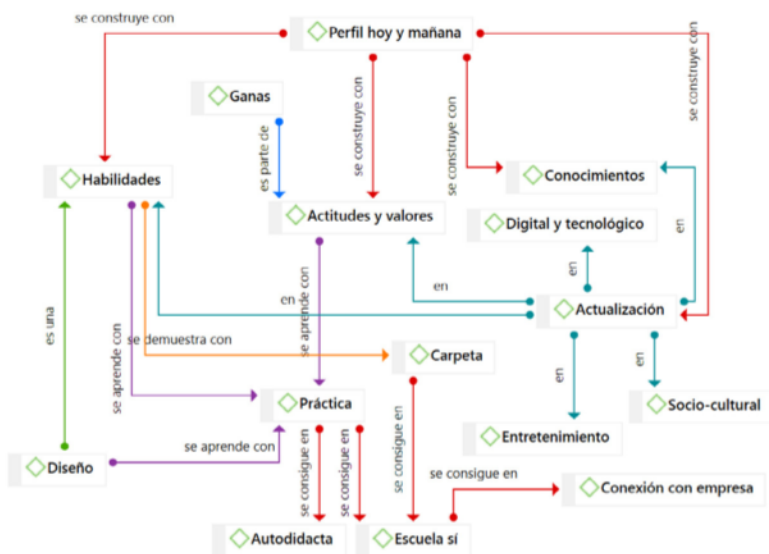 se construye con
Perfil hoy y mañana
se construye con
Ganas
se construye con
se construye con
es parte de
Habilidades
Conocimientos
Actitudes y valores
Digital y tecnológico
en
en
en
en
Actualización
es una
se aprende con
se demuestra con
se aprende con
Carpeta
en
en
Socio-cultural
Práctica
Entretenimiento
se aprende con
Diseño
se consigue en
se consigue en
se consigue en
se consigue en
Conexión con empresa
Autodidacta
Escuela sí